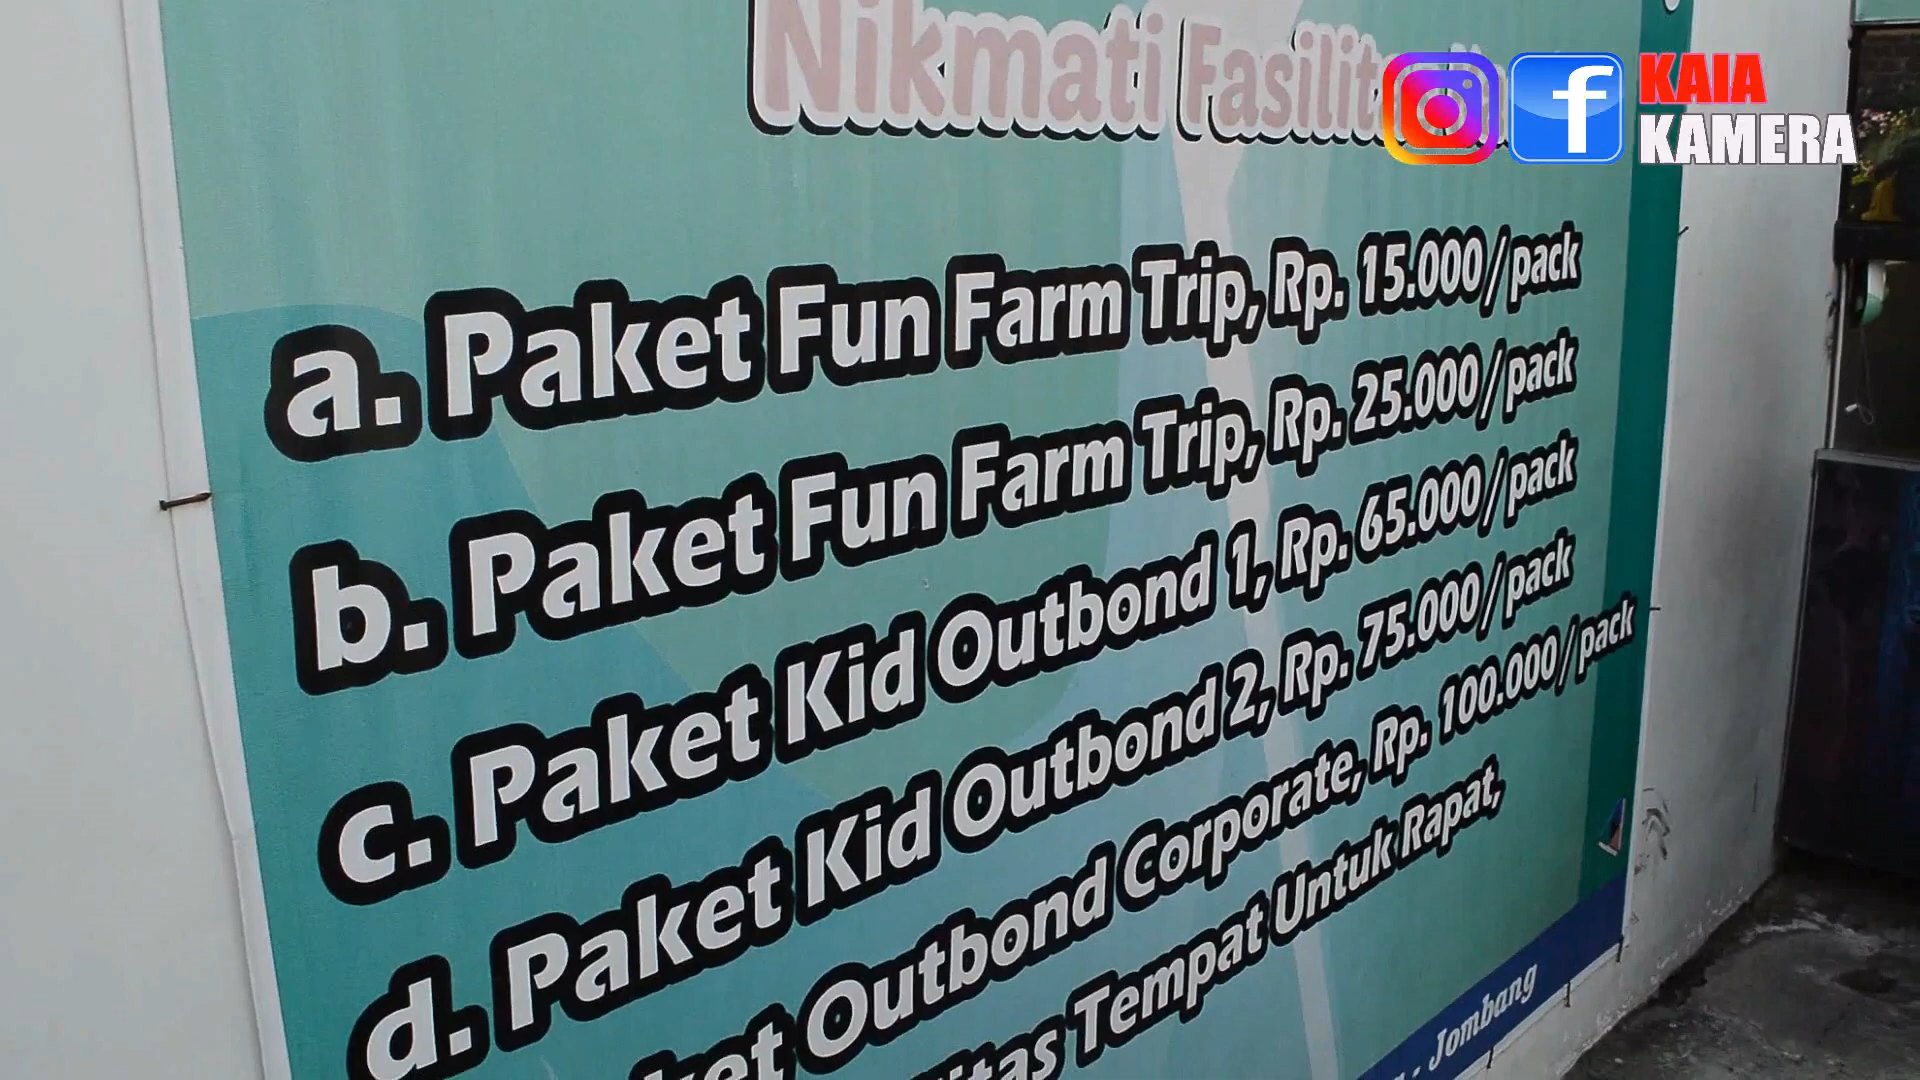 Nikmati
KAIA
KAMERA
a. Paket Fun Farm Trip, Rp. 15.000/pack
b. Paket Fun Farm Trip, Rp. 25.000/pack
c. Paket Kid Outbond 1, Rp. 65.000/pack
d. Paket Kid Outbond 2, Rp. 75.000/pack
Outbond Corporate, Rp. 100.000/pack
Tempat Untuk Rapat,
- Jombang